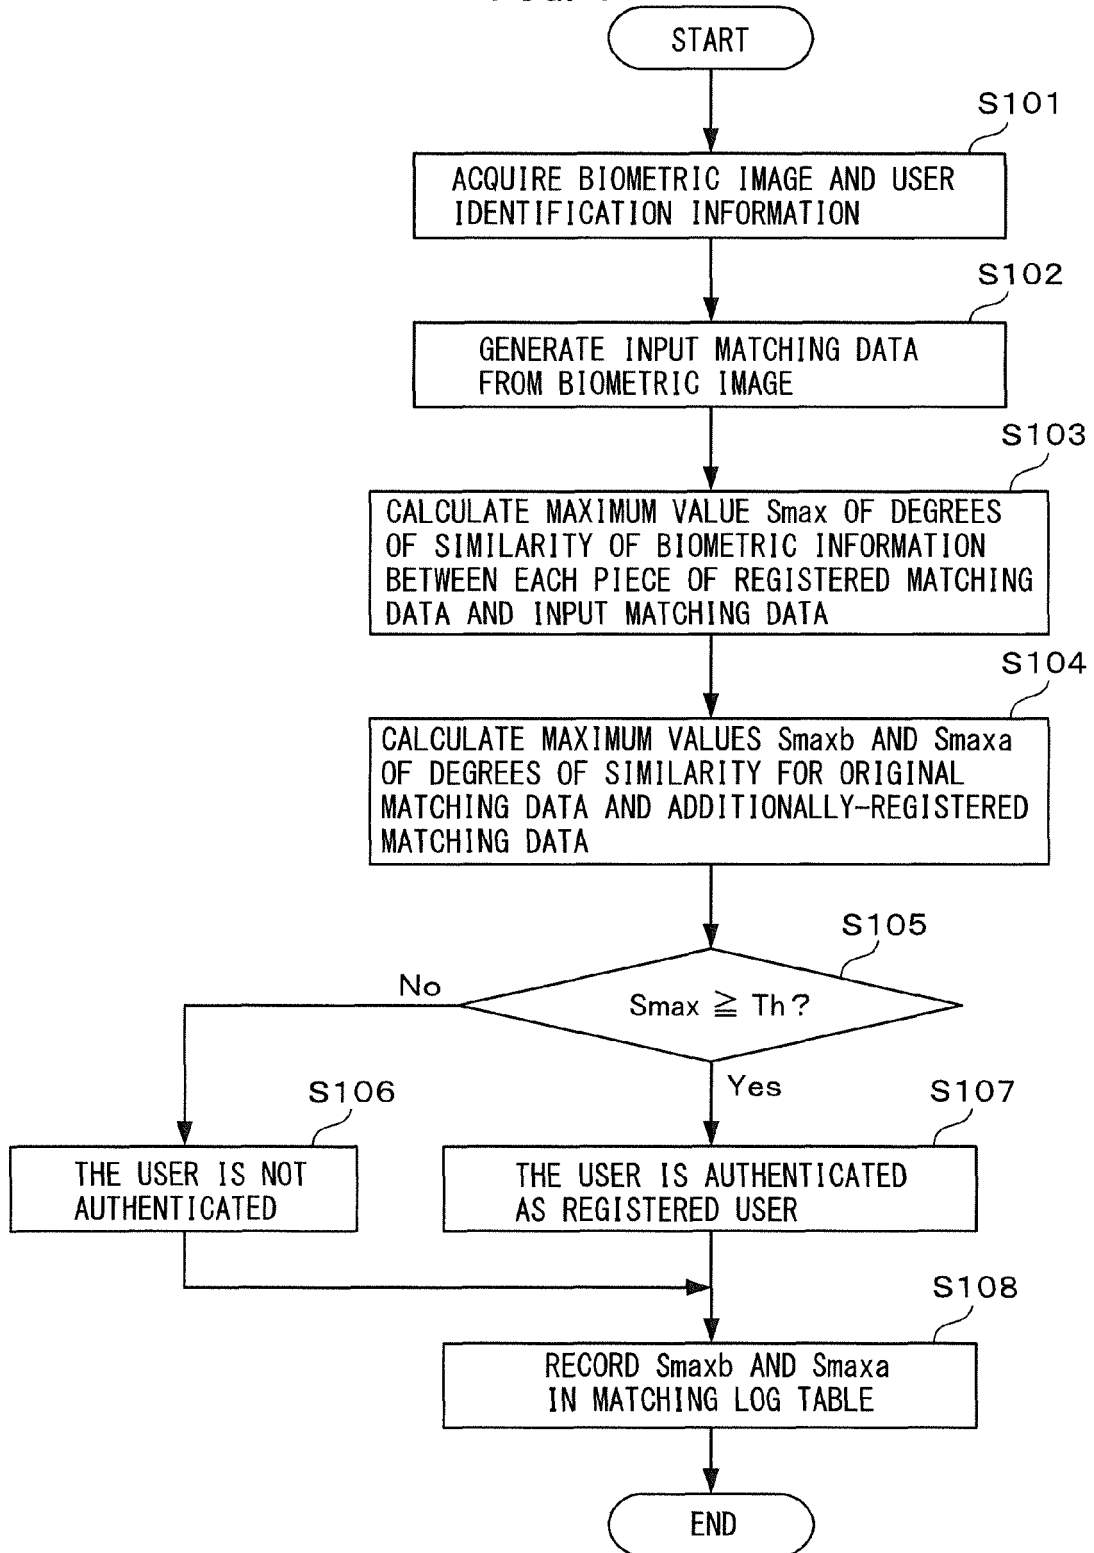 START
S101
ACQUIRE BIOMETRIC IMAGE AND USER
IDENTIFICATION INFORMATION
S102
GENERATE INPUT MATCHING DATA
FROM BIOMETRIC IMAGE
S103
CALCULATE MAXIMUM VALUE Smax OF DEGREES
OF SIMILARITY OF BIOMETRIC INFORMATION
BETWEEN EACH PIECE OF REGISTERED MATCHING
DATA AND INPUT MATCHING DATA
S104
CALCULATE MAXIMUM VALUES Smaxb AND Smaxa
OF DEGREES OF SIMILARITY FOR ORIGINAL
MATCHING DATA AND ADDITIONALLY-REGISTERED
MATCHING DATA
S105
No
Smax ≧ Th?
Yes
S106
THE USER IS NOT
AUTHENTICATED
S107
THE USER IS AUTHENTICATED
AS REGISTERED USER
S108
RECORD Smaxb AND Smaxa
IN MATCHING LOG TABLE
END